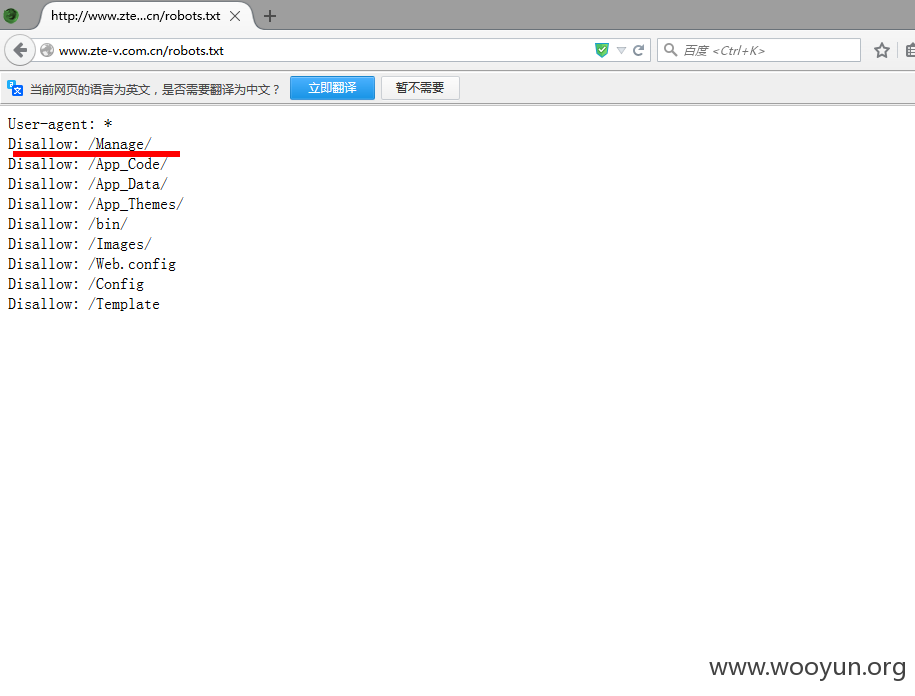 http://www.zte...cn/robots.txt
www.zte-v.com.cn/robots.txt
百度 <Ctrl+K>
当前网页的语言为英文，是否需要翻译为中文？ 立即翻译 暂不需要
User-agent: *
Disallow: /Manage/
Disallow: /App_Code/
Disallow: /App_Data/
Disallow: /App_Themes/
Disallow: /bin/
Disallow: /Images/
Disallow: /Web.config
Disallow: /Config
Disallow: /Template
www.wooyun.org